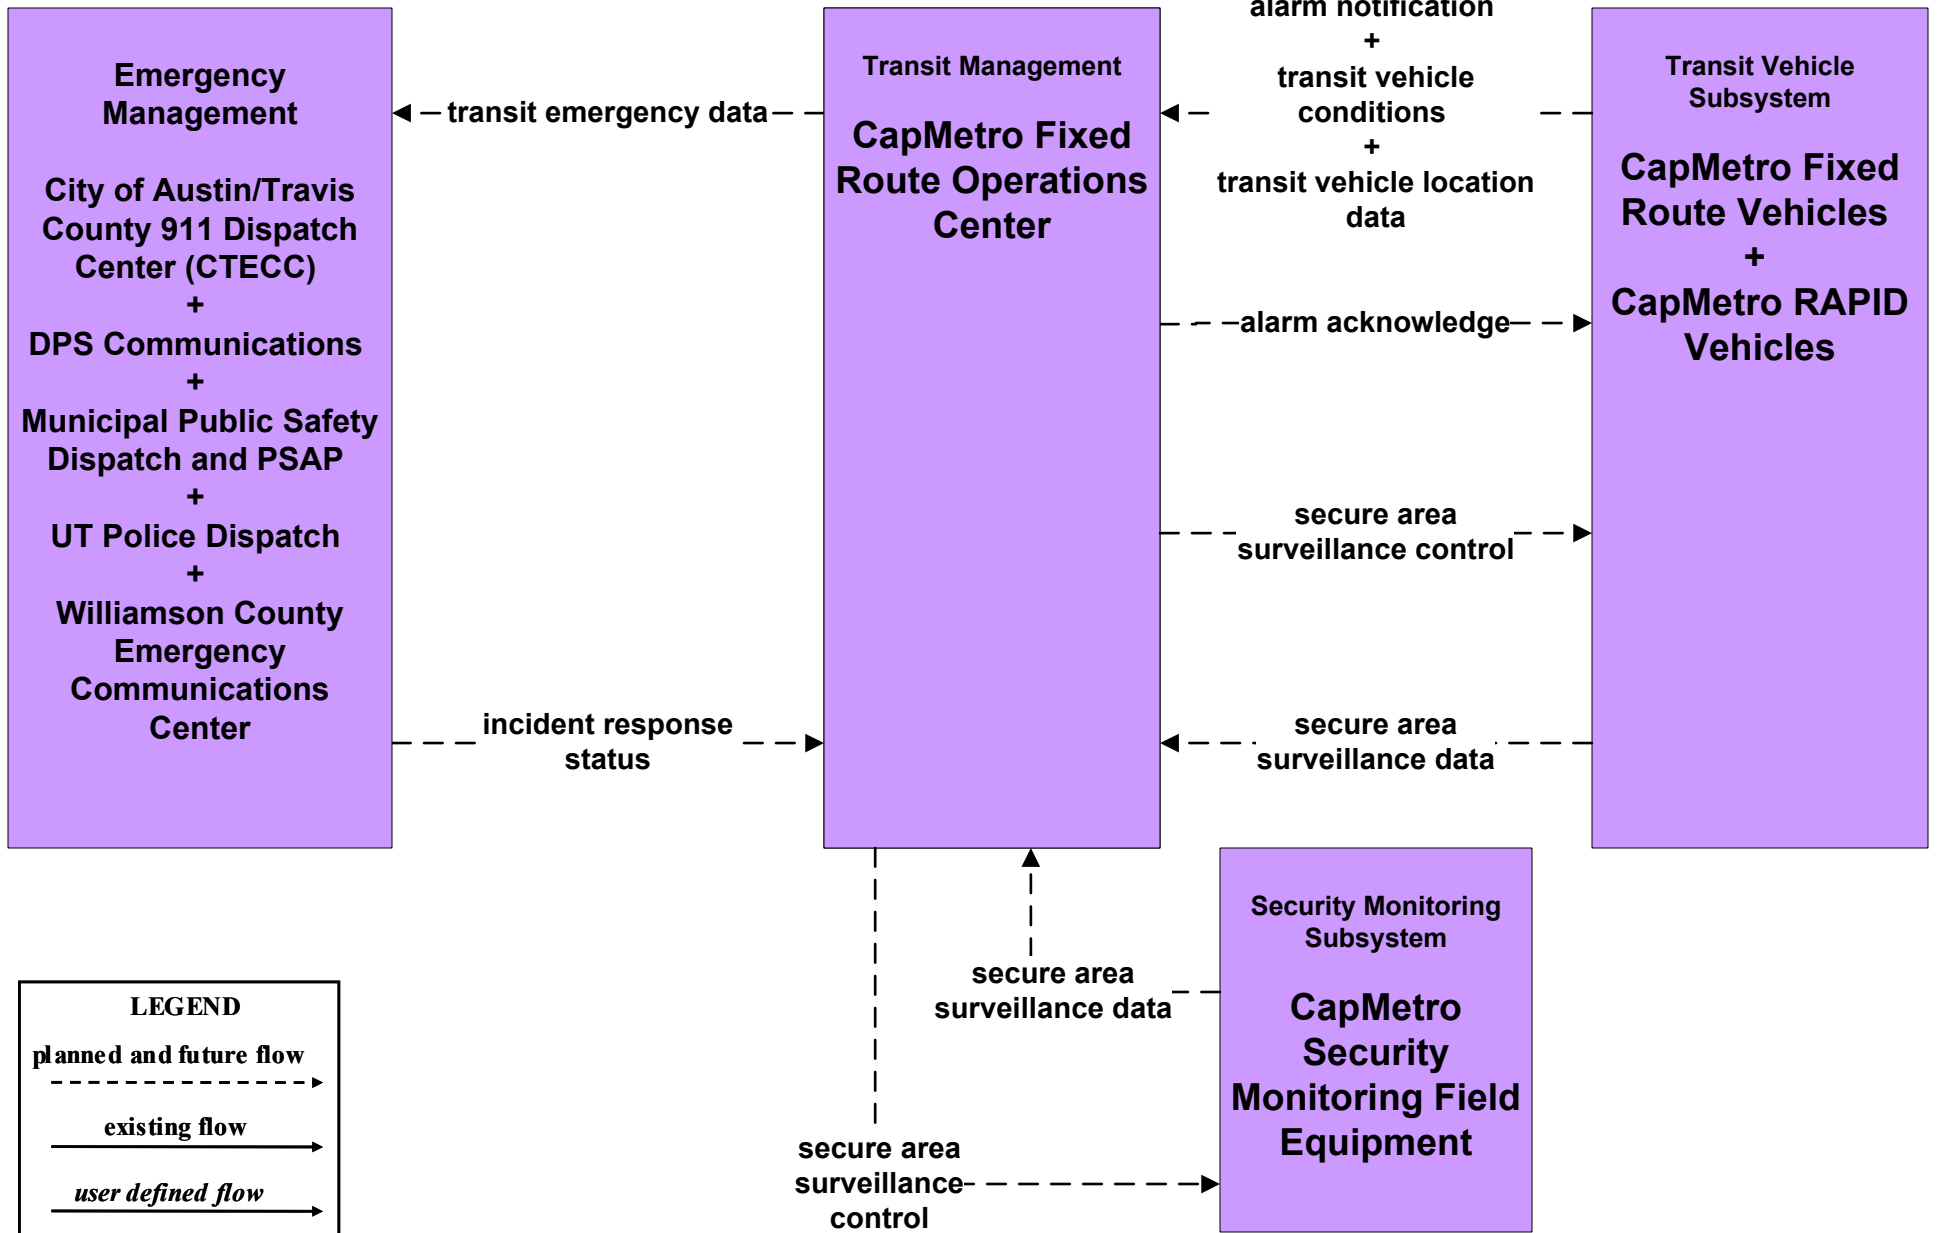 Emergency
Management
City of Austin/Travis
County 911 Dispatch
Center (CTECC)
+
DPS Communications
+
Municipal Public Safety
Dispatch and PSAP
+
UT Police Dispatch
+
Williamson County
Emergency
Communications
Center
transit emergency data
incident response
status
Transit Management
CapMetro Fixed
Route Operations
Center
alarm notification
+
transit vehicle
conditions
+
transit vehicle location
data
alarm acknowledge
secure area
surveillance control
secure area
surveillance data
Transit Vehicle
Subsystem
CapMetro Fixed
Route Vehicles
+
CapMetro RAPID
Vehicles
secure area
surveillance data
secure area
surveillance
control
Security Monitoring
Subsystem
CapMetro
Security
Monitoring Field
Equipment
LEGEND
planned and future flow
existing flow
user defined flow